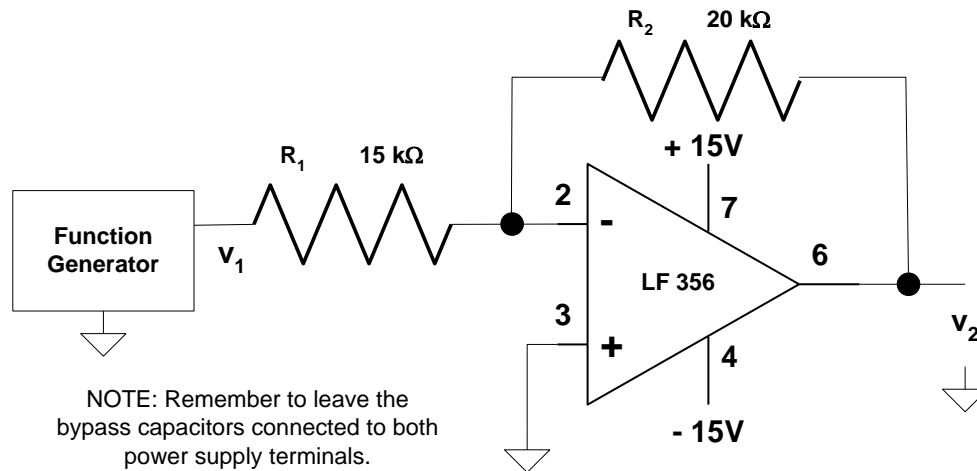 R2 20 kΩ
+ 15V
R1 15 kΩ
2
7
-
Function
Generator
v1
6
LF 356
3
+
4
v2
- 15V
NOTE: Remember to leave the
bypass capacitors connected to both
power supply terminals.